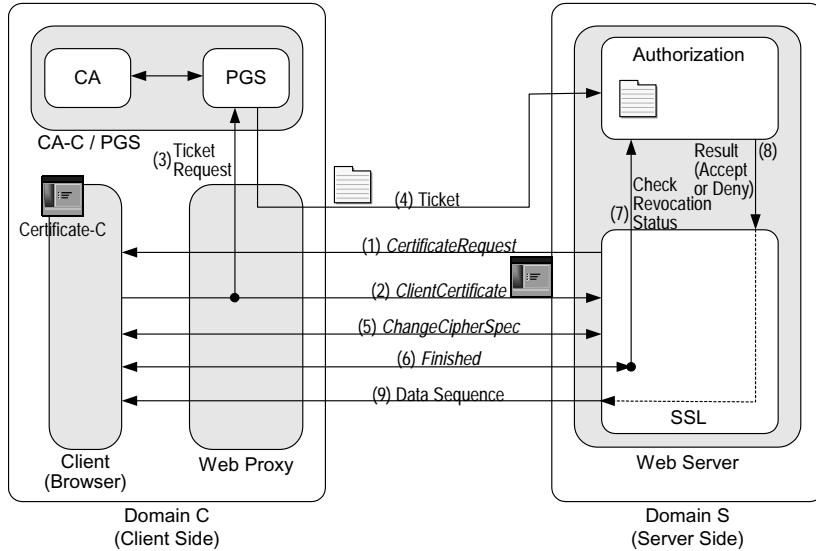 CA
PGS
CA-C / PGS
Authorization
(3)
Ticket
Request
Result
(Accept
or Deny)
(8)
(4) Ticket
Check
Revocation
Status
(7)
Certificate-C
(1) CertificateRequest
(2) ClientCertificate
(5) ChangeCipherSpec
(6) Finished
(9) Data Sequence
SSL
Client
(Browser)
Web Proxy
Web Server
Domain C
(Client Side)
Domain S
(Server Side)